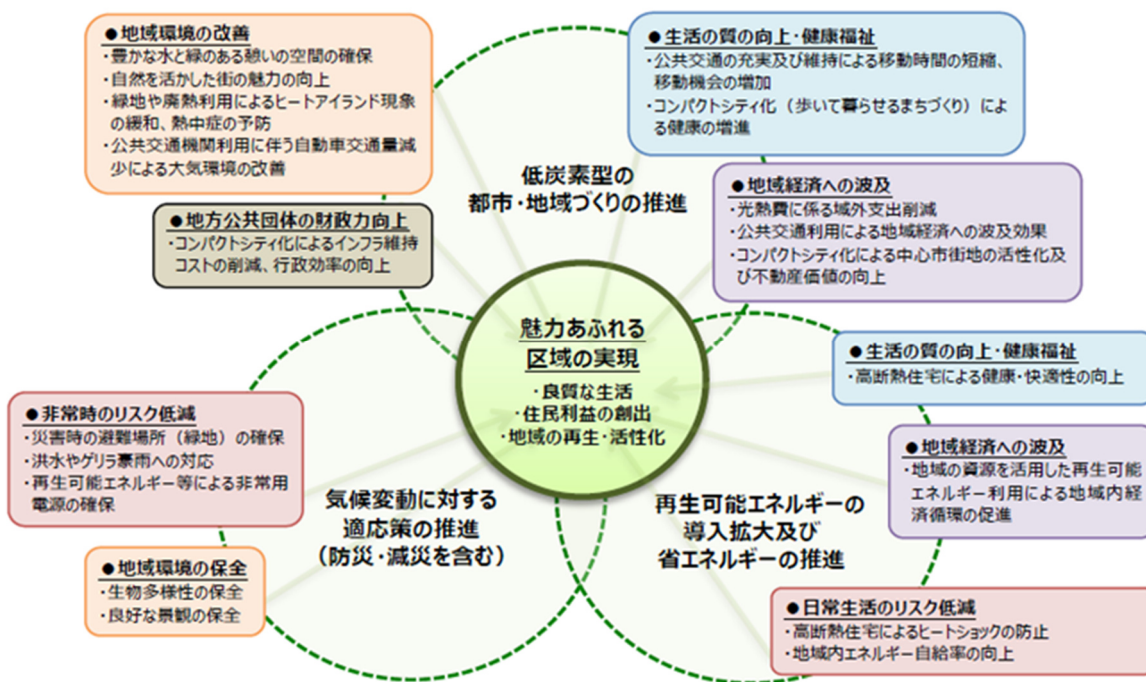 ●地域環境の改善
・豊かな水と緑のある憩いの空間の確保
・自然を活かした街の魅力の向上
・緑地や廃熱利用によるヒートアイランド現象
の緩和、熱中症の予防
・公共交通機関利用に伴う自動車交通量減
少による大気環境の改善
●地方公共団体の財政力向上
・コンパクトシティ化によるインフラ維持
コストの削減、行政効率の向上
低炭素型の
都市・地域づくりの推進
●生活の質の向上・健康福祉
・公共交通の充実及び維持による移動時間の短縮、
移動機会の増加
・コンパクトシティ化（歩いて暮らせるまちづくり）によ
る健康の増進
●地域経済への波及
・光熱費に係る域外支出削減
・公共交通利用による地域経済への波及効果
・コンパクトシティ化による中心市街地の活性化及
び不動産価値の向上
魅力あふれる
区域の実現
・良質な生活
・住民利益の創出
・地域の再生・活性化
●非常時のリスク低減
・災害時の避難場所（緑地）の確保
・洪水やゲリラ豪雨への対応
・再生可能エネルギー等による非常用
電源の確保
●地域環境の保全
・生物多様性の保全
・良好な景観の保全
気候変動に対する
適応策の推進
（防災・減災を含む）
再生可能エネルギーの
導入拡大及び
省エネルギーの推進
●生活の質の向上・健康福祉
・高断熱住宅による健康・快適性の向上
●地域経済への波及
・地域の資源を活用した再生可能
エネルギー利用による地域内経
済循環の促進
●日常生活のリスク低減
・高断熱住宅によるヒートショックの防止
・地域内エネルギー自給率の向上